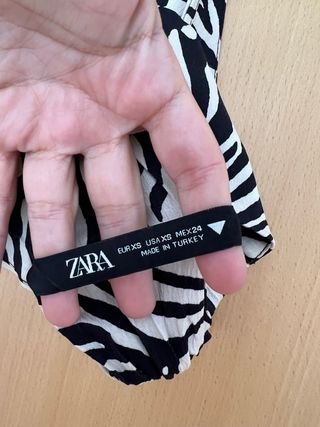 ZARA
EUR XS USA XS MEX 24
MADE IN TURKEY